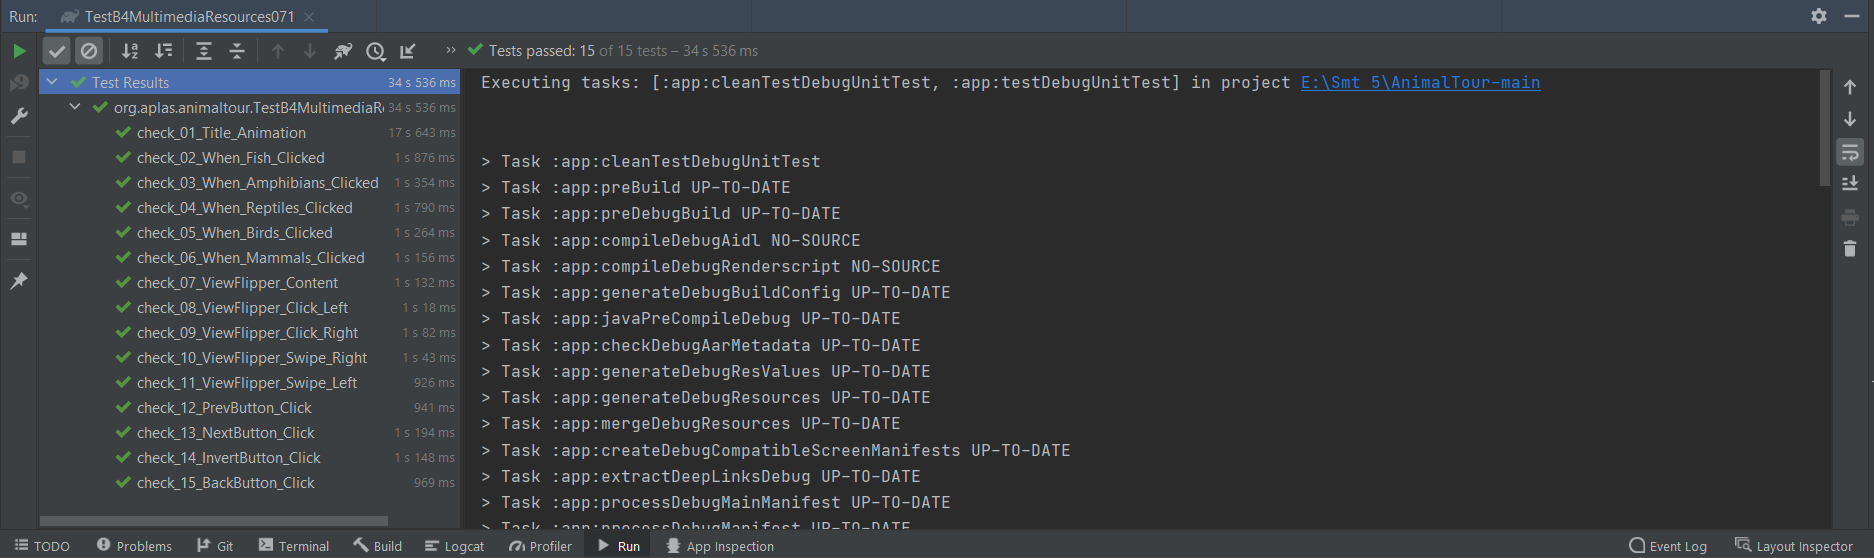 Run: TestB4MultimediaResources071
Tests passed: 15 of 15 tests – 34 s 536 ms
Test Results 34 s 536 ms
org.aplas.animaltour.TestB4MultimediaR 34 s 536 ms
check_01_Title_Animation 17 s 643 ms
check_02_When_Fish_Clicked 1 s 876 ms
check_03_When_Amphibians_Clicked 1 s 354 ms
check_04_When_Reptiles_Clicked 1 s 790 ms
check_05_When_Birds_Clicked 1 s 264 ms
check_06_When_Mammals_Clicked 1 s 156 ms
check_07_ViewFlipper_Content 1 s 132 ms
check_08_ViewFlipper_Click_Left 1 s 18 ms
check_09_ViewFlipper_Click_Right 1 s 82 ms
check_10_ViewFlipper_Swipe_Right 1 s 43 ms
check_11_ViewFlipper_Swipe_Left 926 ms
check_12_PrevButton_Click 941 ms
check_13_NextButton_Click 1 s 194 ms
check_14_InvertButton_Click 1 s 148 ms
check_15_BackButton_Click 969 ms
Executing tasks: [:app:cleanTestDebugUnitTest, :app:testDebugUnitTest] in project E:\Smt 5\AnimalTour-main
> Task :app:cleanTestDebugUnitTest
> Task :app:preBuild UP-TO-DATE
> Task :app:preDebugBuild UP-TO-DATE
> Task :app:compileDebugAidl NO-SOURCE
> Task :app:compileDebugRenderscript NO-SOURCE
> Task :app:generateDebugBuildConfig UP-TO-DATE
> Task :app:javaPreCompileDebug UP-TO-DATE
> Task :app:checkDebugAarMetadata UP-TO-DATE
> Task :app:generateDebugResValues UP-TO-DATE
> Task :app:generateDebugResources UP-TO-DATE
> Task :app:mergeDebugResources UP-TO-DATE
> Task :app:createDebugCompatibleScreenManifests UP-TO-DATE
> Task :app:extractDeepLinksDebug UP-TO-DATE
> Task :app:processDebugMainManifest UP-TO-DATE
> Task :app:processDebugManifest UP-TO-DATE
TODO Problems Git Terminal Build Logcat Profiler Run App Inspection Event Log Layout Inspector